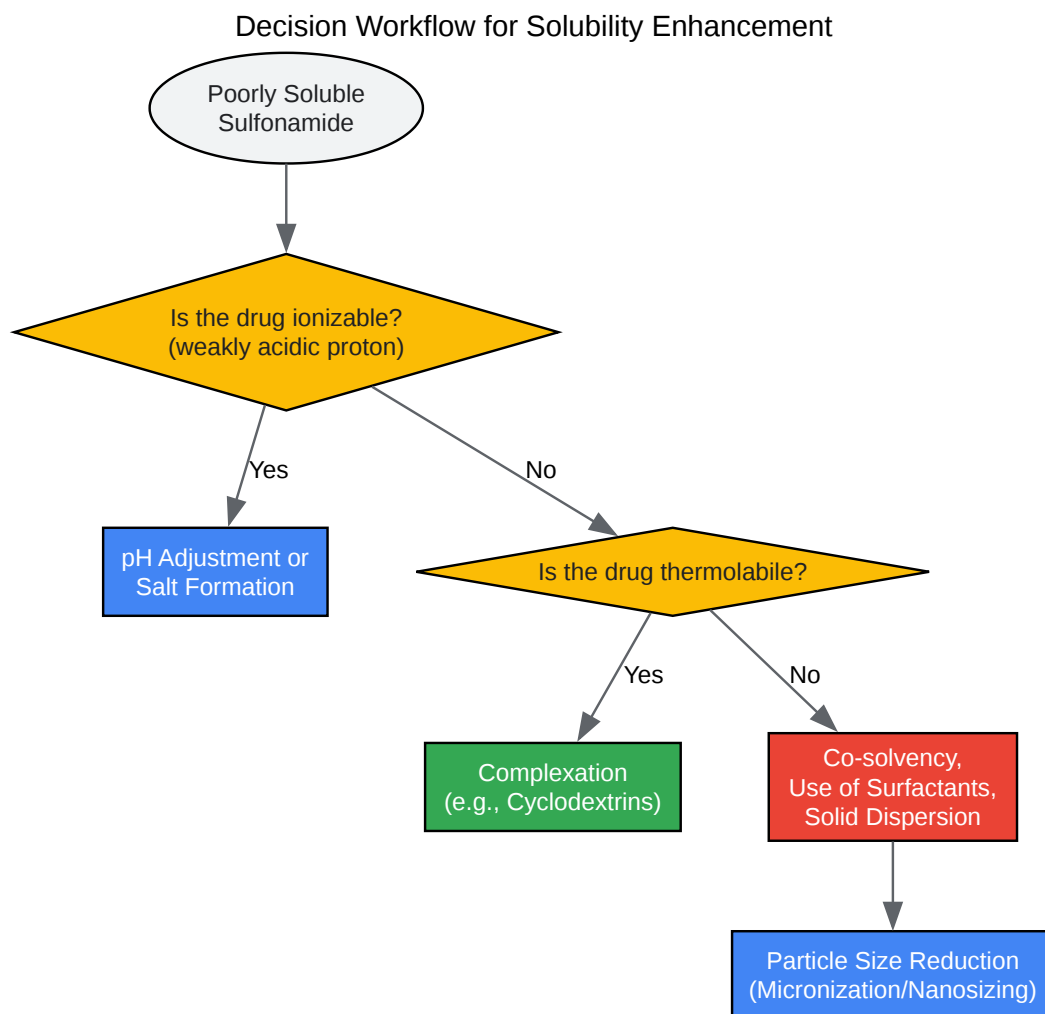 Decision Workflow for Solubility Enhancement
Poorly Soluble
Sulfonamide
Is the drug ionizable?
(weakly acidic proton)
Yes
No
pH Adjustment or
Salt Formation
Is the drug thermolabile?
Yes
No
Complexation
(e.g., Cyclodextrins)
Co-solvency,
Use of Surfactants,
Solid Dispersion
Particle Size Reduction
(Micronization/Nanosizing)